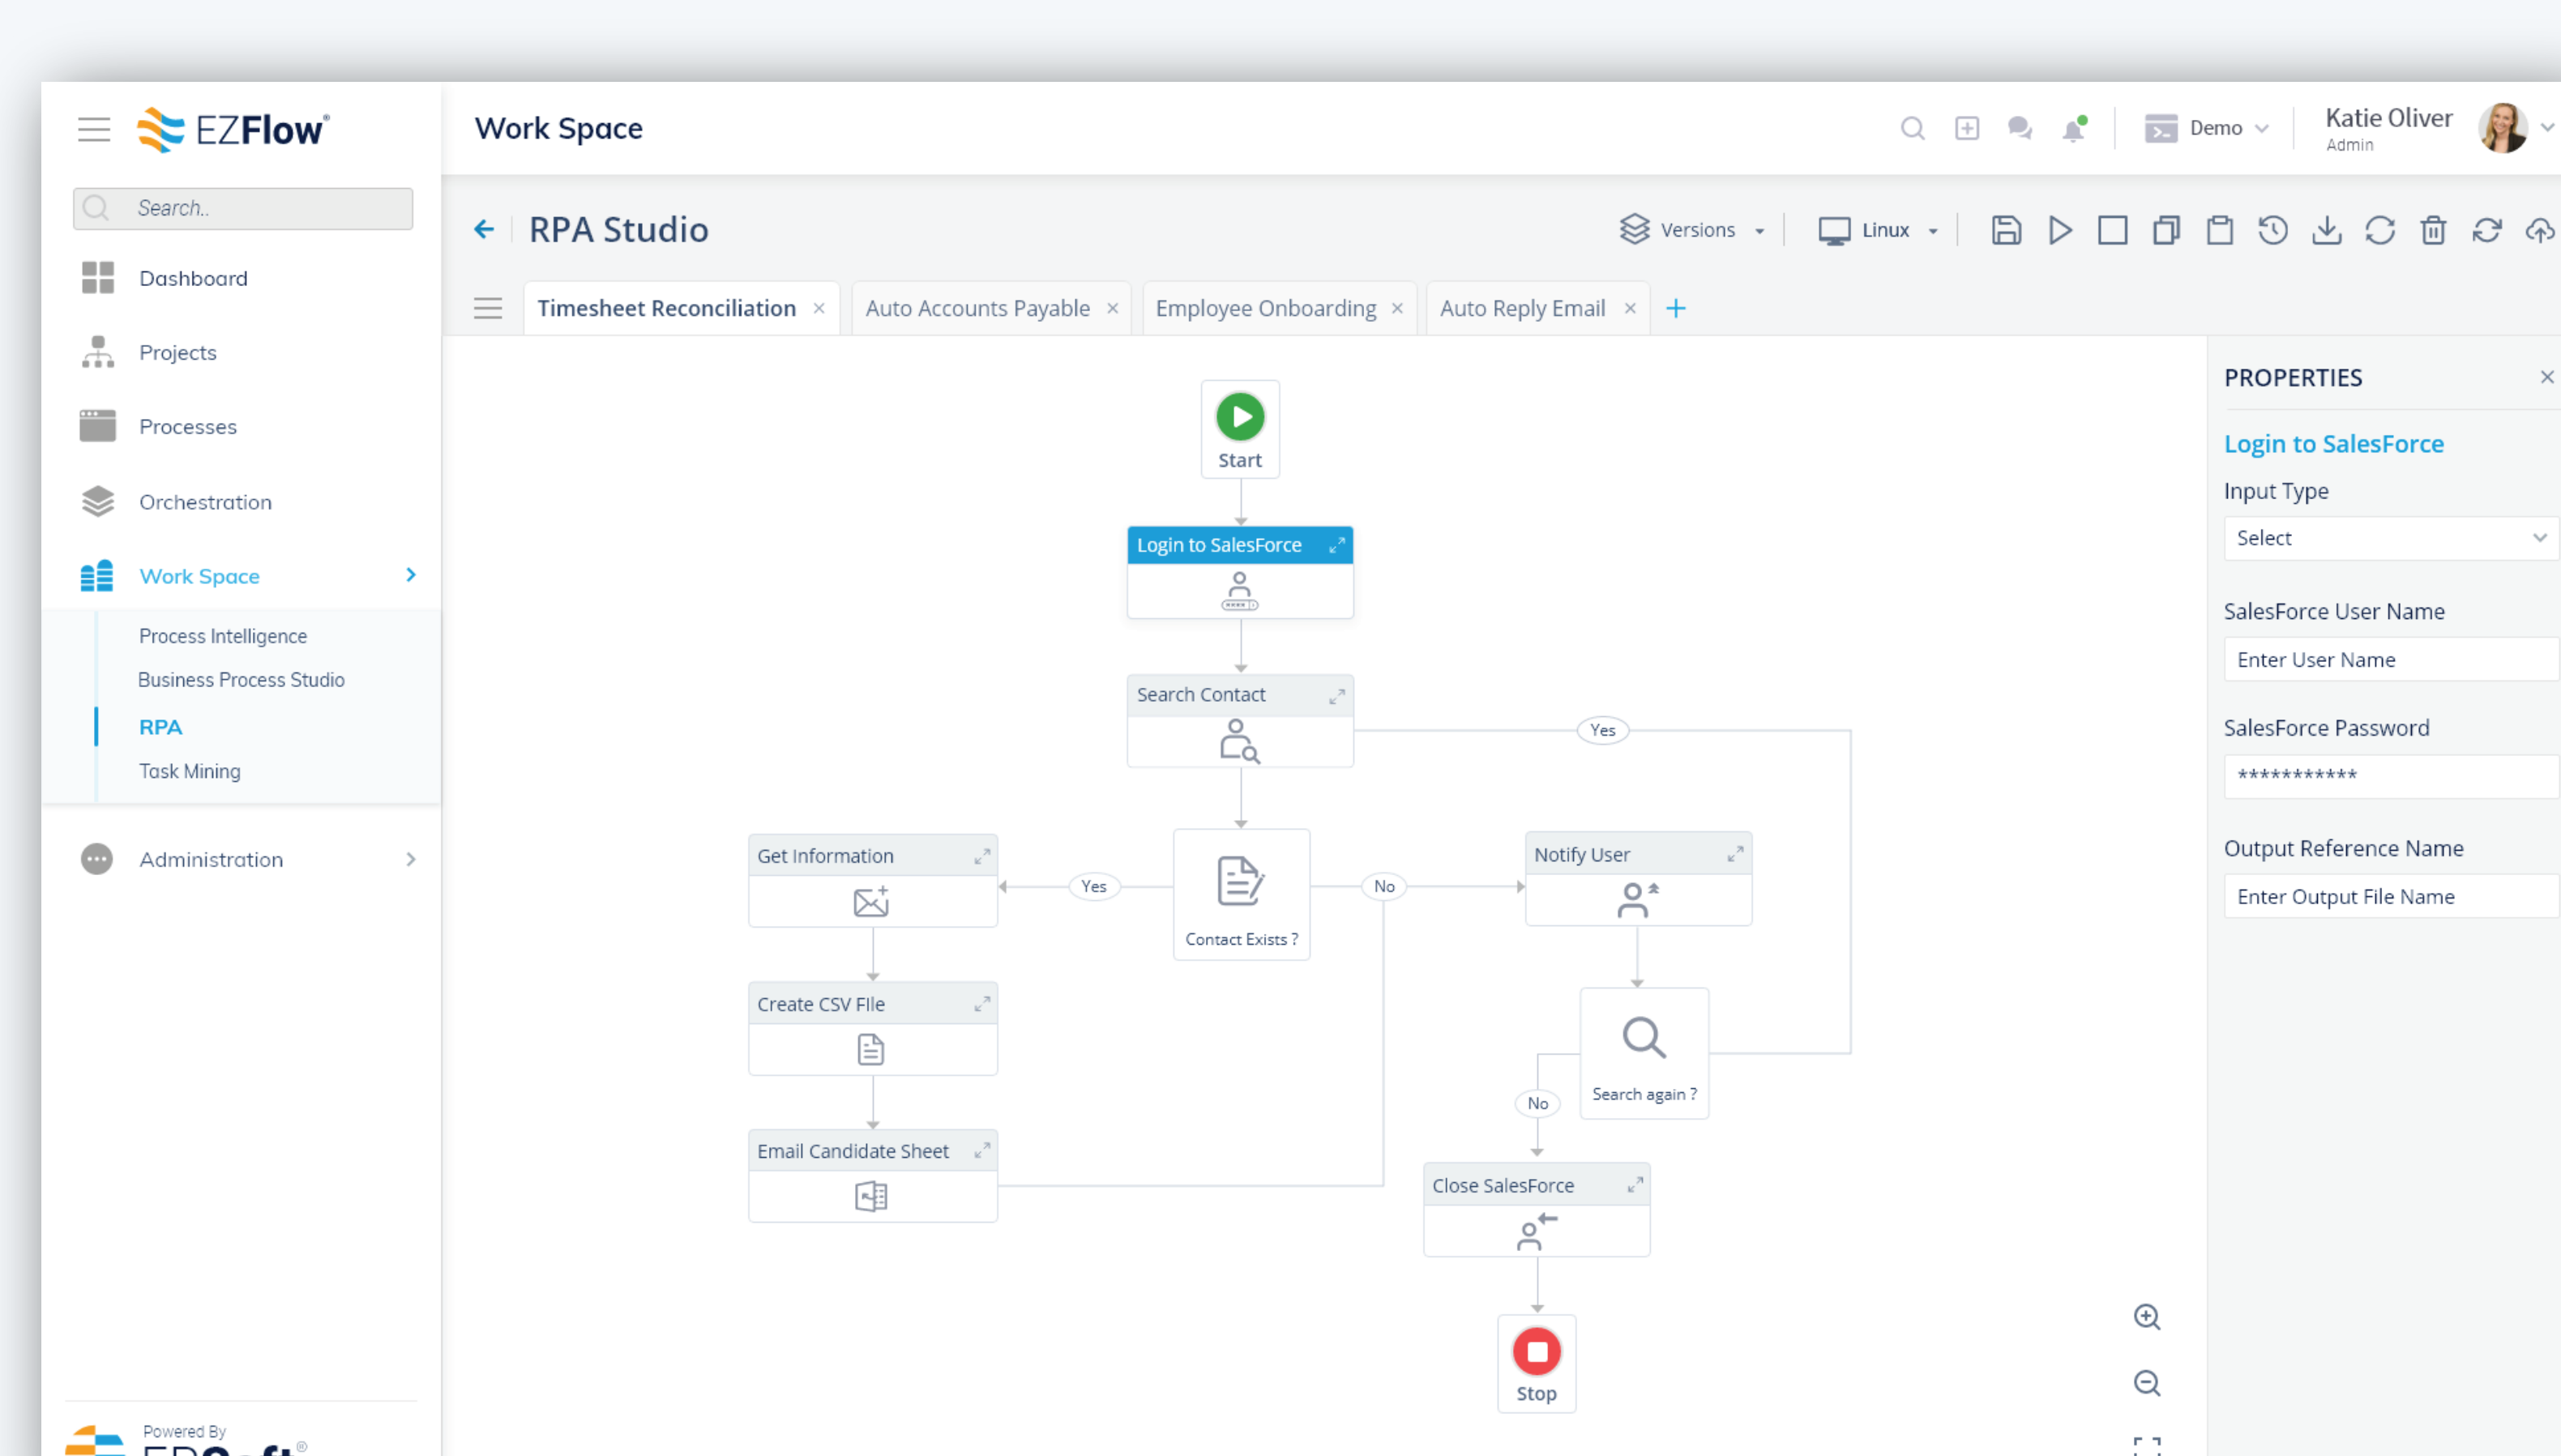 EZFlow®
Work Space
Demo
Katie Oliver
Admin
Search..
Dashboard
Projects
Processes
Orchestration
Work Space
Process Intelligence
Business Process Studio
RPA
Task Mining
Administration
Powered By
RPA Studio
Versions
Linux
Timesheet Reconciliation
Auto Accounts Payable
Employee Onboarding
Auto Reply Email
Start
Login to SalesForce
Search Contact
Yes
Get Information
Yes
Contact Exists ?
No
Notify User
Create CSV FIle
Search again ?
No
Email Candidate Sheet
Close SalesForce
Stop
PROPERTIES
Login to SalesForce
Input Type
Select
SalesForce User Name
Enter User Name
SalesForce Password
***********
Output Reference Name
Enter Output File Name